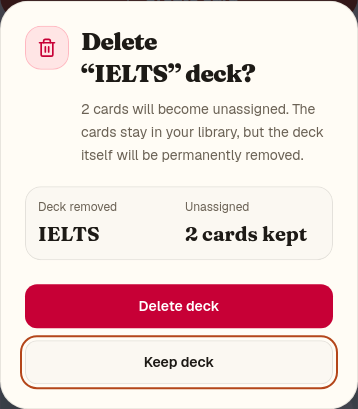 Delete
“IELTS” deck?
2 cards will become unassigned. The
cards stay in your library, but the deck
itself will be permanently removed.
Deck removed
IELTS
Unassigned
2 cards kept
Delete deck
Keep deck